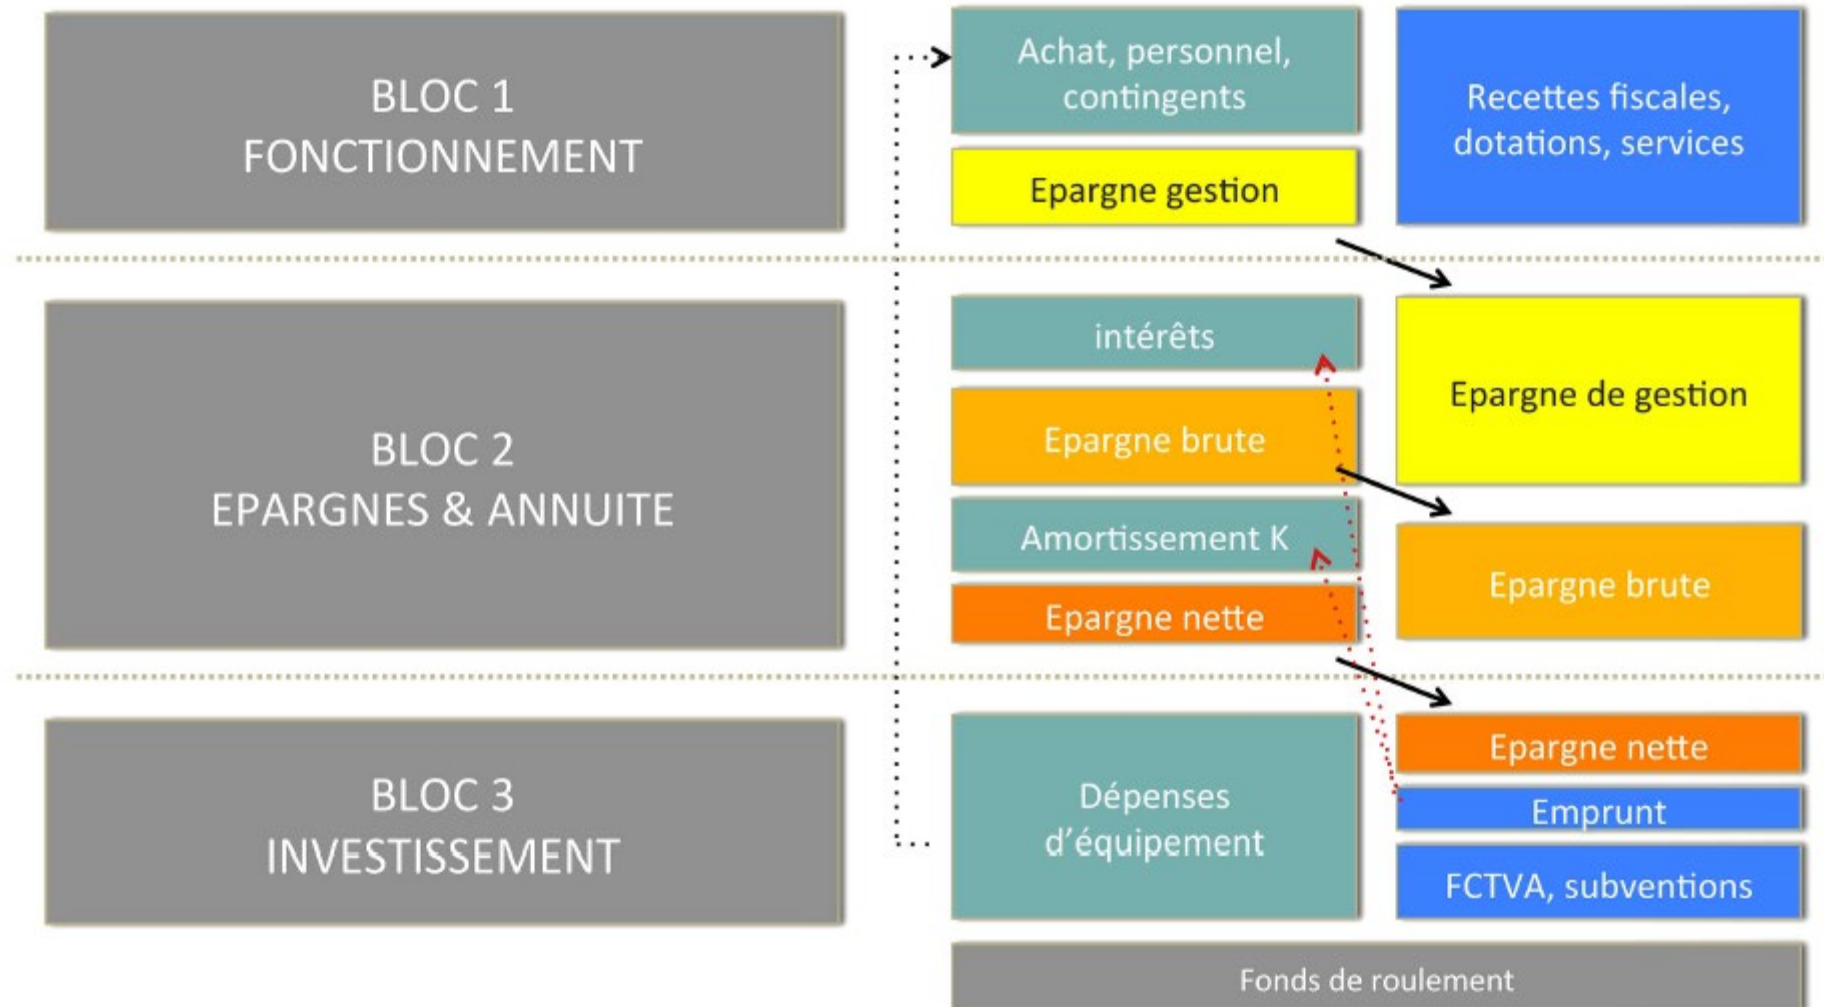 BLOC 1
FONCTIONNEMENT
Achat, personnel,
contingents
Epargne gestion
Recettes fiscales,
dotations, services
BLOC 2
EPARGNES & ANNUITE
intérêts
Epargne brute
Amortissement K
Epargne nette
Epargne de gestion
Epargne brute
BLOC 3
INVESTISSEMENT
Dépenses
d’équipement
Epargne nette
Emprunt
FCTVA, subventions
Fonds de roulement